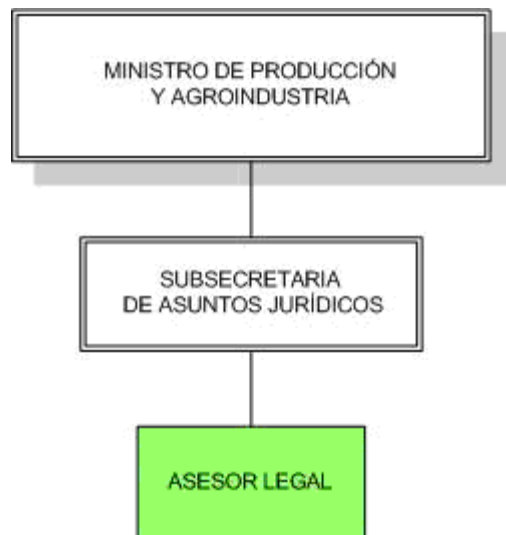 MINISTRO DE PRODUCCIÓN
Y AGROINDUSTRIA
SUBSECRETARIA
DE ASUNTOS JURÍDICOS
ASESOR LEGAL